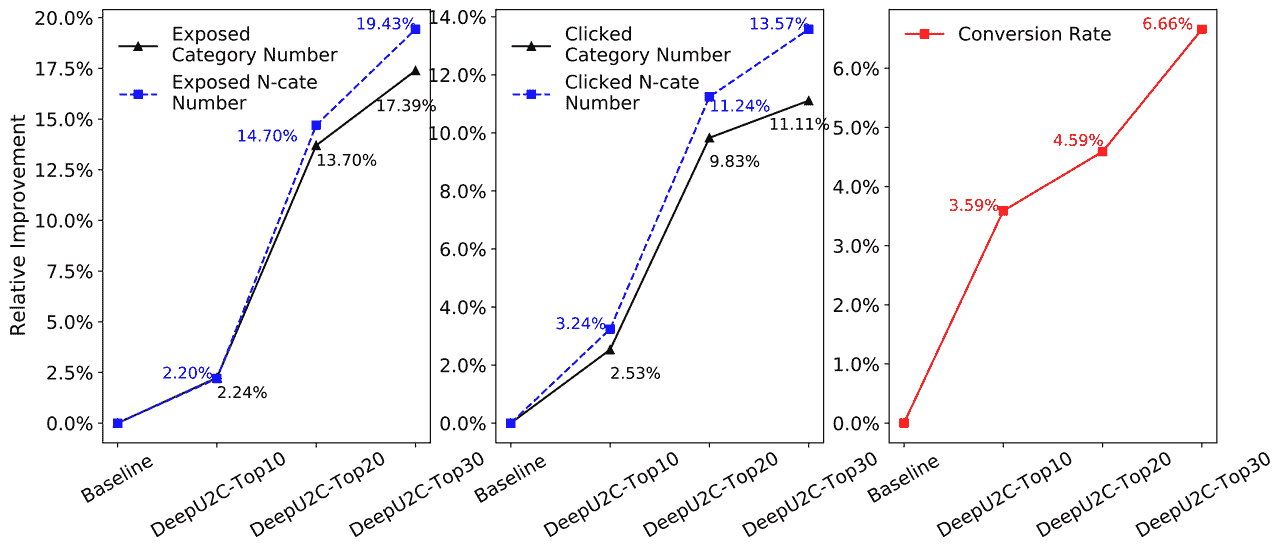 Relative Improvement
20.0%
17.5%
15.0%
12.5%
10.0%
7.5%
5.0%
2.5%
0.0%
Exposed
Category Number
Exposed N-cate
Number
19.43%
17.39%
14.70%
13.70%
2.20%
2.24%
Baseline
DeepU2C-Top10
DeepU2C-Top20
DeepU2C-Top30
14.0%
12.0%
10.0%
8.0%
6.0%
4.0%
2.0%
0.0%
Clicked
Category Number
Clicked N-cate
Number
13.57%
11.24%
11.11%
9.83%
3.24%
2.53%
Baseline
DeepU2C-Top10
DeepU2C-Top20
DeepU2C-Top30
6.0%
5.0%
4.0%
3.0%
2.0%
1.0%
0.0%
Conversion Rate
6.66%
4.59%
3.59%
Baseline
DeepU2C-Top10
DeepU2C-Top20
DeepU2C-Top30